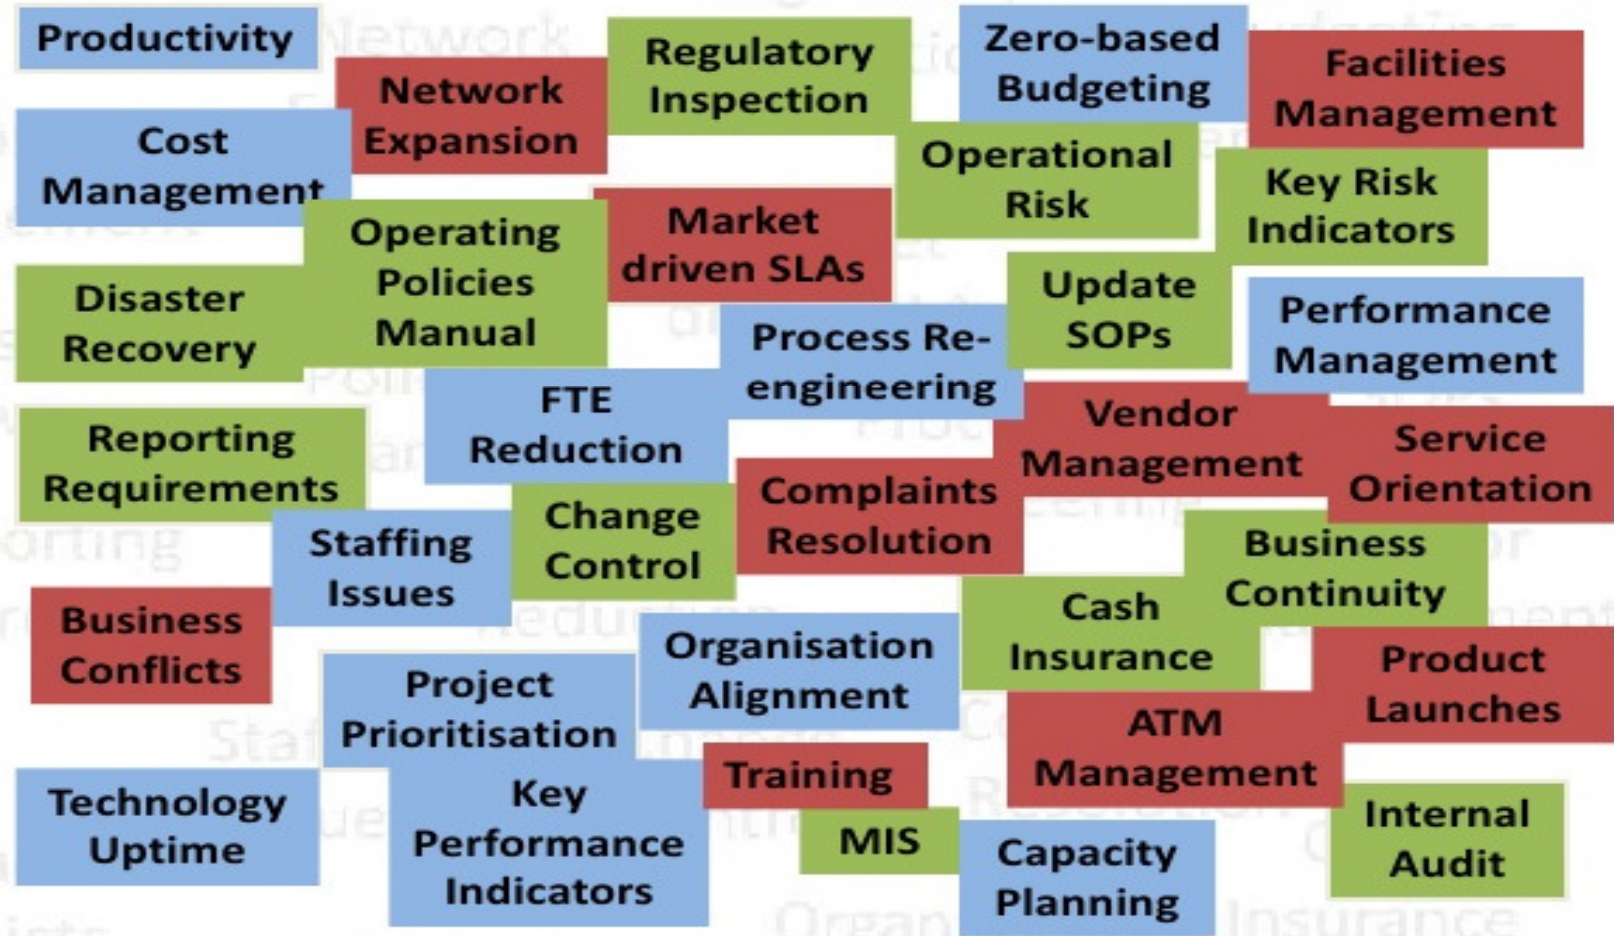 Productivity
Network
Expansion
Regulatory
Inspection
Zero-based
Budgeting
Facilities
Management
Cost
Management
Operational
Risk
Key Risk
Indicators
Operating
Policies
Manual
Market
driven SLAs
Disaster
Recovery
Update
SOPs
Performance
Management
Process Re-
engineering
FTE
Reduction
Vendor
Management
Service
Orientation
Reporting
Requirements
Complaints
Resolution
Change
Control
Staffing
Issues
Business
Continuity
Business
Conflicts
Cash
Insurance
Organisation
Alignment
Product
Launches
Project
Prioritisation
ATM
Management
Training
Technology
Uptime
Key
Performance
Indicators
MIS
Capacity
Planning
Internal
Audit
Network
Insurance